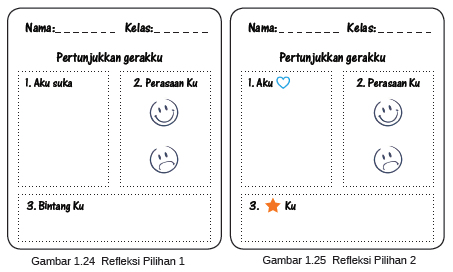 Nama:_ _ _ _ _ _ Kelas:_ _ _ _ _ _
Pertunjukkan gerakku
1. Aku suka
2. Perasaan Ku
3. Bintang Ku
Gambar 1.24 Refleksi Pilihan 1
Nama:_ _ _ _ _ _ Kelas:_ _ _ _ _ _
Pertunjukkan gerakku
1. Aku
2. Perasaan Ku
3. Ku
Gambar 1.25 Refleksi Pilihan 2